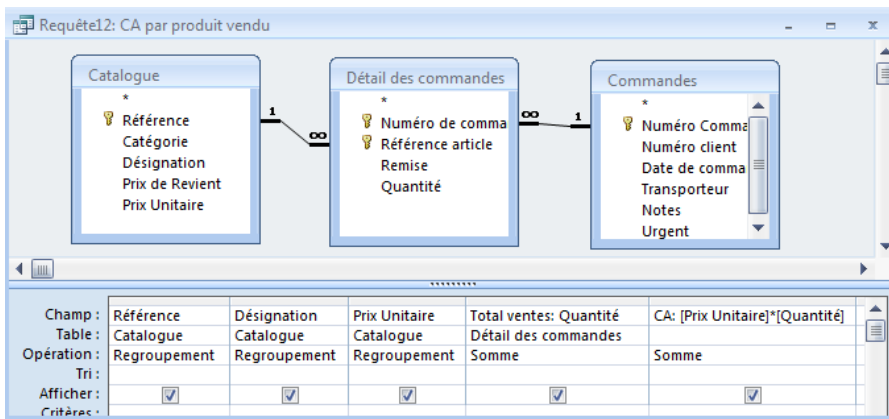 Requête12: CA par produit vendu
Catalogue
*
Référence
Catégorie
Désignation
Prix de Revient
Prix Unitaire
1
∞
Détail des commandes
*
Numéro de comma
Référence article
Remise
Quantité
∞
1
Commandes
*
Numéro Comma
Numéro client
Date de comma
Transporteur
Notes
Urgent
Champ : Référence Désignation Prix Unitaire Total ventes: Quantité CA: [Prix Unitaire]*[Quantité]
Table : Catalogue Catalogue Catalogue Détail des commandes
Opération : Regroupement Regroupement Regroupement Somme Somme
Tri :
Afficher :
Critères :